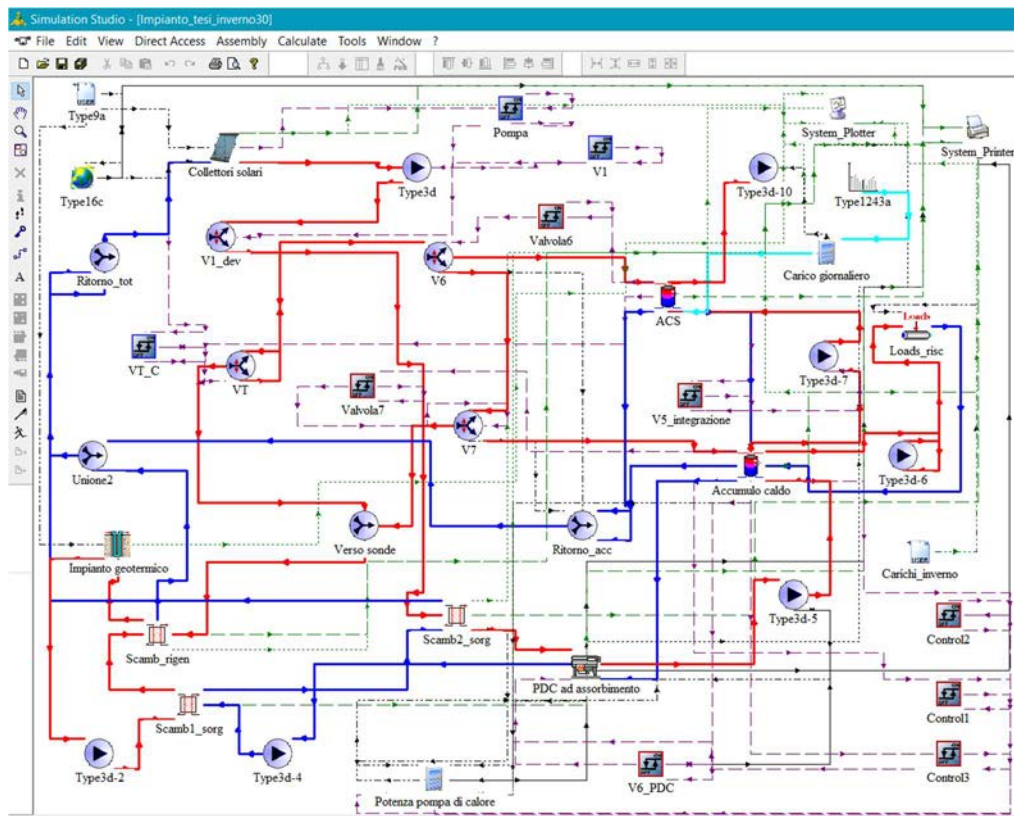 Simulation Studio - [Impianto_tesi_inverno30]
File Edit View Direct Access Assembly Calculate Tools Window ?
Type9a
Pompa
System_Plotter
System_Printer
V1
Collettori solari
Type3d
Type3d-10
Type1243a
Type16c
Valvola6
V1_dev
V6
Carico giornaliero
Ritorno_tot
ACS
Loads
Loads_risc
VT_C
VT
Type3d-7
Valvola7
V5_integrazione
V7
Unione2
Type3d-6
Accumulo caldo
Verso sonde
Ritorno_acc
Impianto geotermico
Carichi_inverno
Type3d-5
Scamb_rigen
Scamb2_sorg
Control2
PDC ad assorbimento
Scamb1_sorg
Control1
Type3d-2
Type3d-4
Control3
V6_PDC
Potenza pompa di calore